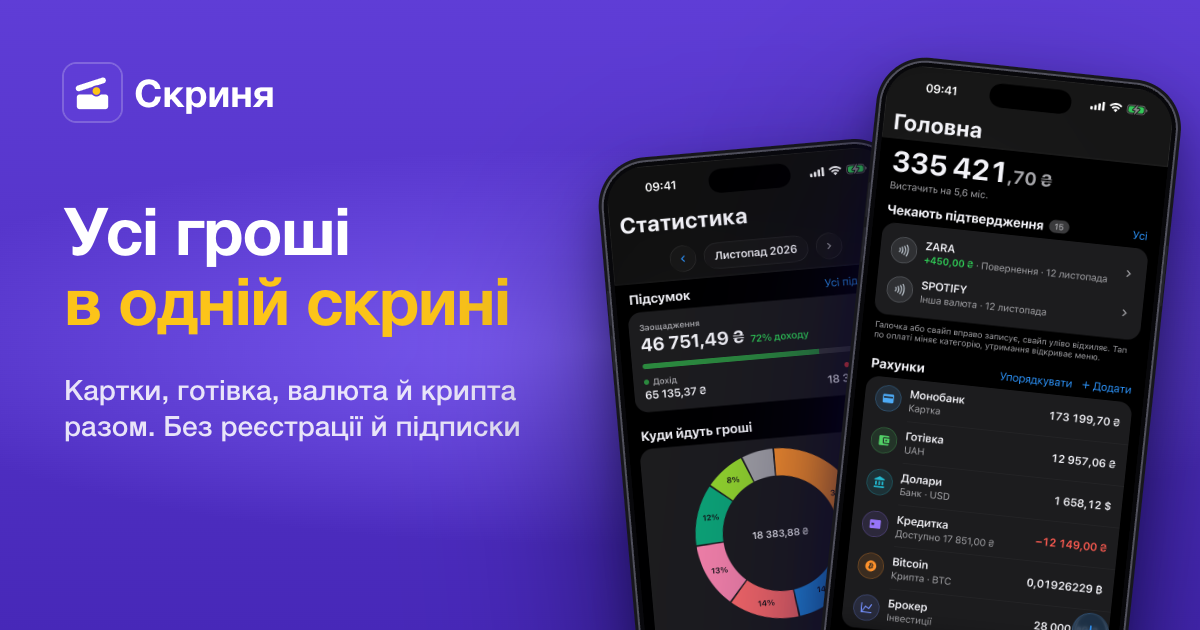 Скриня
Усі гроші
в одній скрині
Картки, готівка, валюта й крипта
разом. Без реєстрації й підписки
09:41
Статистика
Листопад 2026
Підсумок
Усі під
Заощадження
46 751,49 ₴ 72% доходу
Дохід
65 135,37 ₴
18 3
Куди йдуть гроші
8%
12%
13%
14%
18 383,88 ₴
09:41
Головна
335 421,70 ₴
Вистачить на 5,6 міс.
Чекають підтвердження 15
Усі
ZARA
+450,00 ₴ · Повернення · 12 листопада
SPOTIFY
Інша валюта · 12 листопада
Галочка або свайп вправо записує, свайп уліво відхиляє. Тап
по оплаті міняє категорію, утримання відкриває меню.
Рахунки
Упорядкувати + Додати
Монобанк
Картка
173 199,70 ₴
Готівка
UAH
12 957,06 ₴
Долари
Банк · USD
1 658,12 $
Кредитка
Доступно 17 851,00 ₴
−12 149,00 ₴
Bitcoin
Крипта · BTC
0,01926229 ₿
Брокер
Інвестиції
28 000